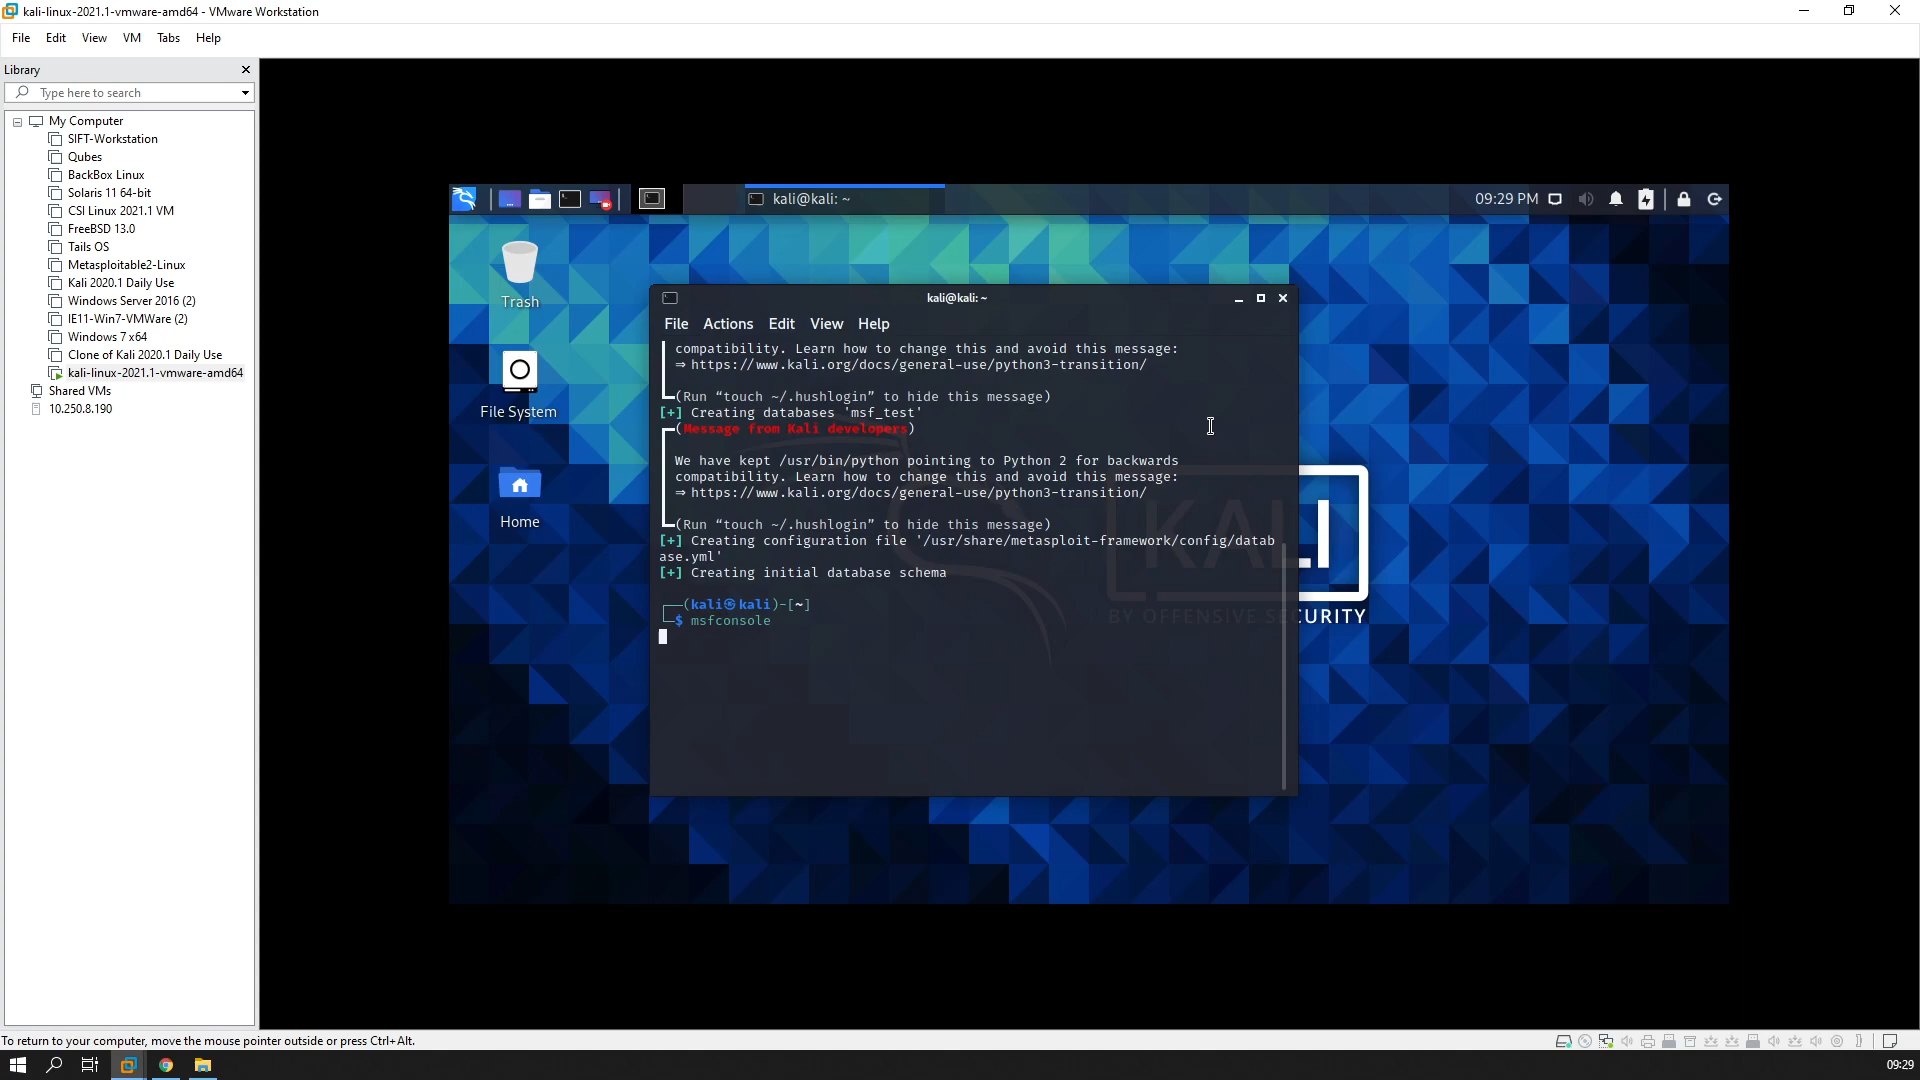 kali-linux-2021.1-vmware-amd64 - VMware Workstation
File Edit View VM Tabs Help
Library
Type here to search
My Computer
SIFT-Workstation
Qubes
BackBox Linux
Solaris 11 64-bit
CSI Linux 2021.1 VM
FreeBSD 13.0
Tails OS
Metasploitable2-Linux
Kali 2020.1 Daily Use
Windows Server 2016 (2)
IE11-Win7-VMWare (2)
Windows 7 x64
Clone of Kali 2020.1 Daily Use
kali-linux-2021.1-vmware-amd64
Shared VMs
10.250.8.190
kali@kali: ~
09:29 PM
Trash
File System
Home
kali@kali: ~
File Actions Edit View Help
compatibility. Learn how to change this and avoid this message:
⇒ https://www.kali.org/docs/general-use/python3-transition/
(Run “touch ~/.hushlogin” to hide this message)
[+] Creating databases 'msf_test'
(Message from Kali developers)
We have kept /usr/bin/python pointing to Python 2 for backwards
compatibility. Learn how to change this and avoid this message:
⇒ https://www.kali.org/docs/general-use/python3-transition/
(Run “touch ~/.hushlogin” to hide this message)
[+] Creating configuration file '/usr/share/metasploit-framework/config/datab
ase.yml'
[+] Creating initial database schema
(kali㉿kali)-[~]
$ msfconsole
KALI
BY OFFENSIVE SECURITY
To return to your computer, move the mouse pointer outside or press Ctrl+Alt.
09:29